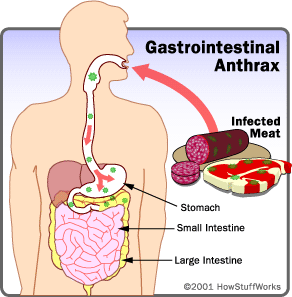 Gastrointestinal
Anthrax
Infected
Meat
Stomach
Small Intestine
Large Intestine
©2001 HowStuffWorks